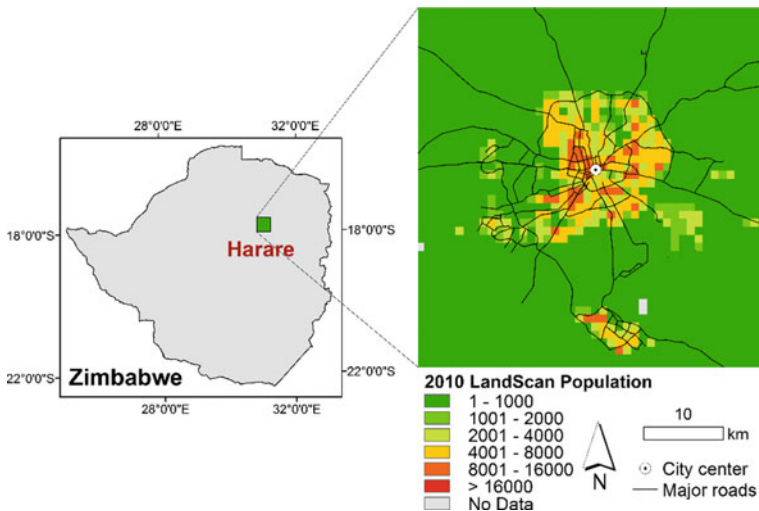 28°0'0"E 32°0'0"E
18°0'0"S 18°0'0"S
Harare
Zimbabwe
22°0'0"S 22°0'0"S
28°0'0"E 32°0'0"E
2010 LandScan Population
1 - 1000
1001 - 2000
2001 - 4000
4001 - 8000
8001 - 16000
> 16000
No Data
N
10
km
City center
Major roads